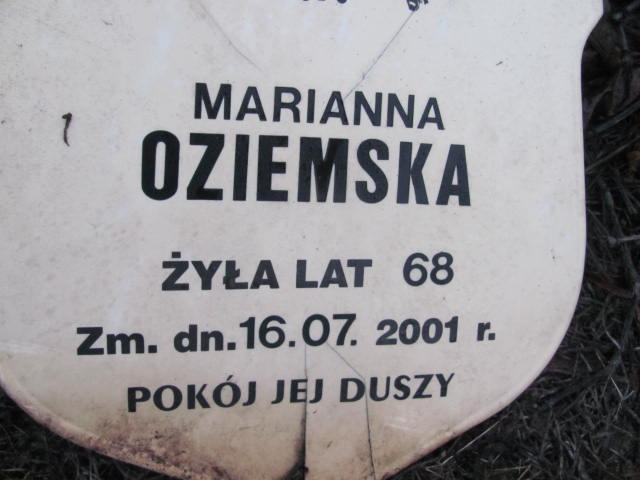 MARIANNA
OZIEMSKA
ŻYŁA LAT 68
Zm. dn. 16.07. 2001 r.
POKÓJ JEJ DUSZY